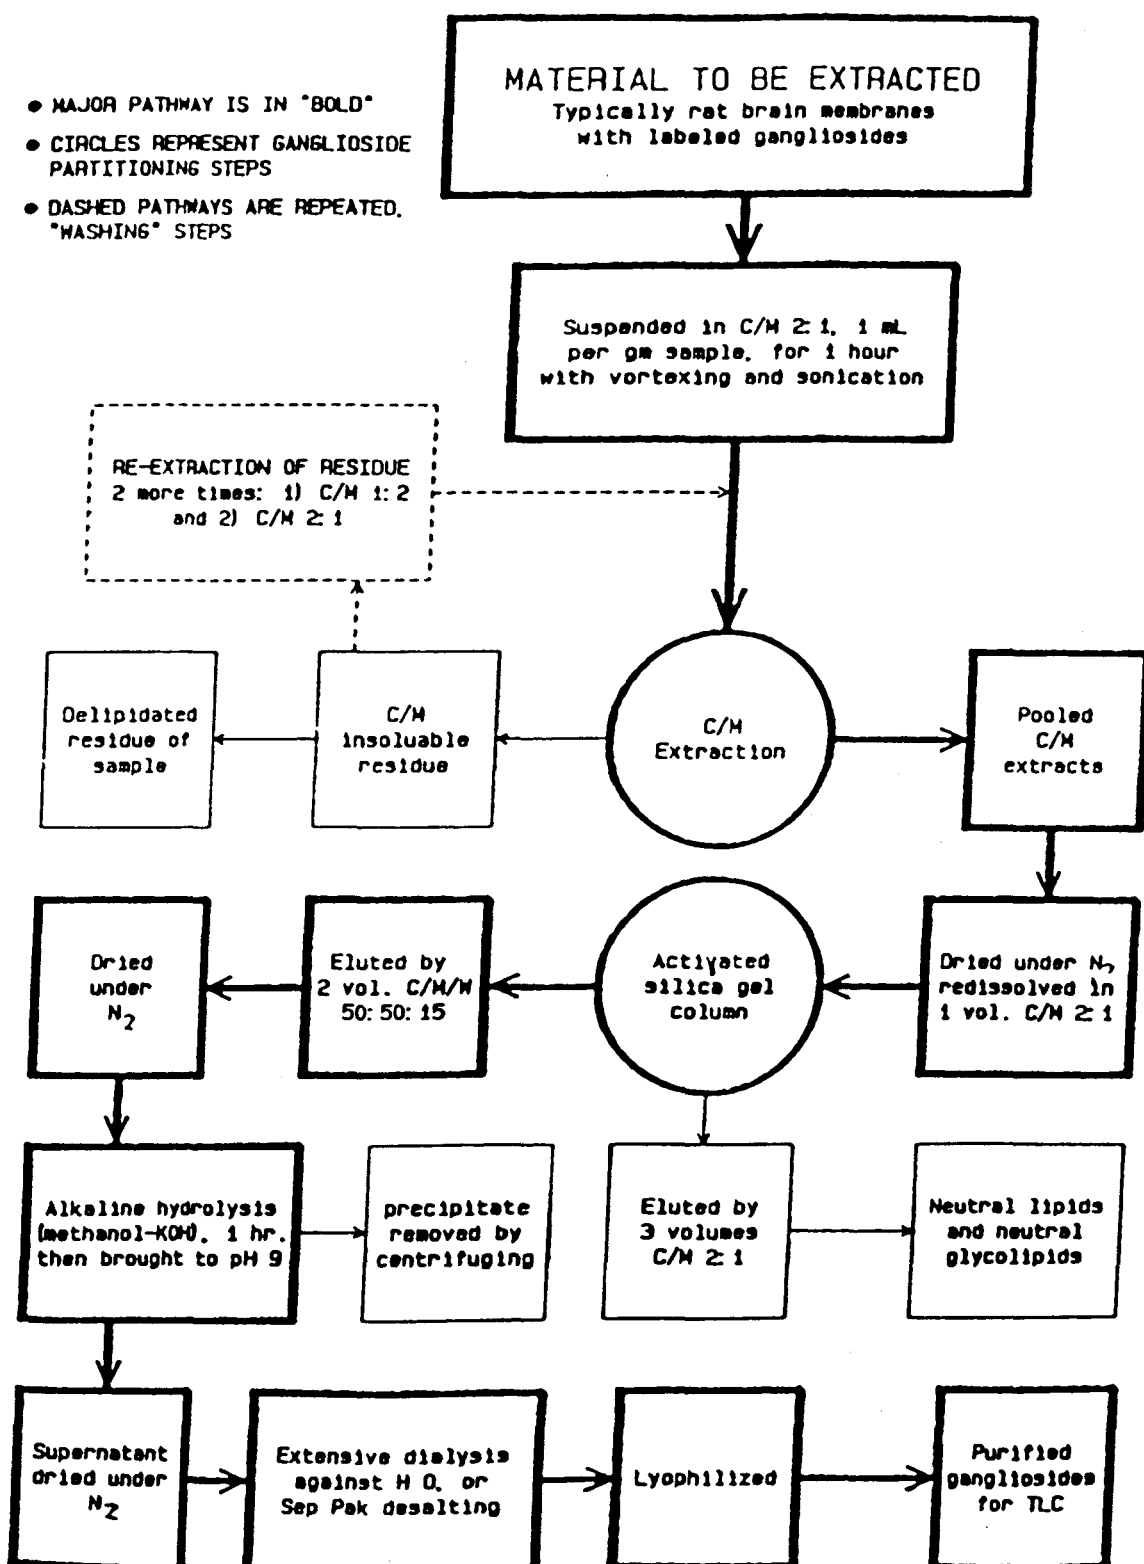 MATERIAL TO BE EXTRACTED
Typically rat brain membranes
with labeled gangliosides
● MAJOR PATHWAY IS IN "BOLD"
● CIRCLES REPRESENT GANGLIOSIDE
PARTITIONING STEPS
● DASHED PATHWAYS ARE REPEATED,
"WASHING" STEPS
Suspended in C/M 2:1, 1 mL
per gm sample, for 1 hour
with vortexing and sonication
RE-EXTRACTION OF RESIDUE
2 more times: 1) C/M 1:2
and 2) C/M 2:1
Delipidated
residue of
sample
C/M
insoluable
residue
C/M
Extraction
Pooled
C/M
extracts
Dried
under
N2
Eluted by
2 vol. C/M/W
50:50:15
Activated
silica gel
column
Dried under N2
redissolved in
1 vol. C/M 2:1
Alkaline hydrolysis
(methanol-KOH), 1 hr.
then brought to pH 9
precipitate
removed by
centrifuging
Eluted by
3 volumes
C/M 2:1
Neutral lipids
and neutral
glycolipids
Supernatant
dried under
N2
Extensive dialysis
against H O, or
Sep Pak desalting
Lyophilized
Purified
gangliosides
for TLC